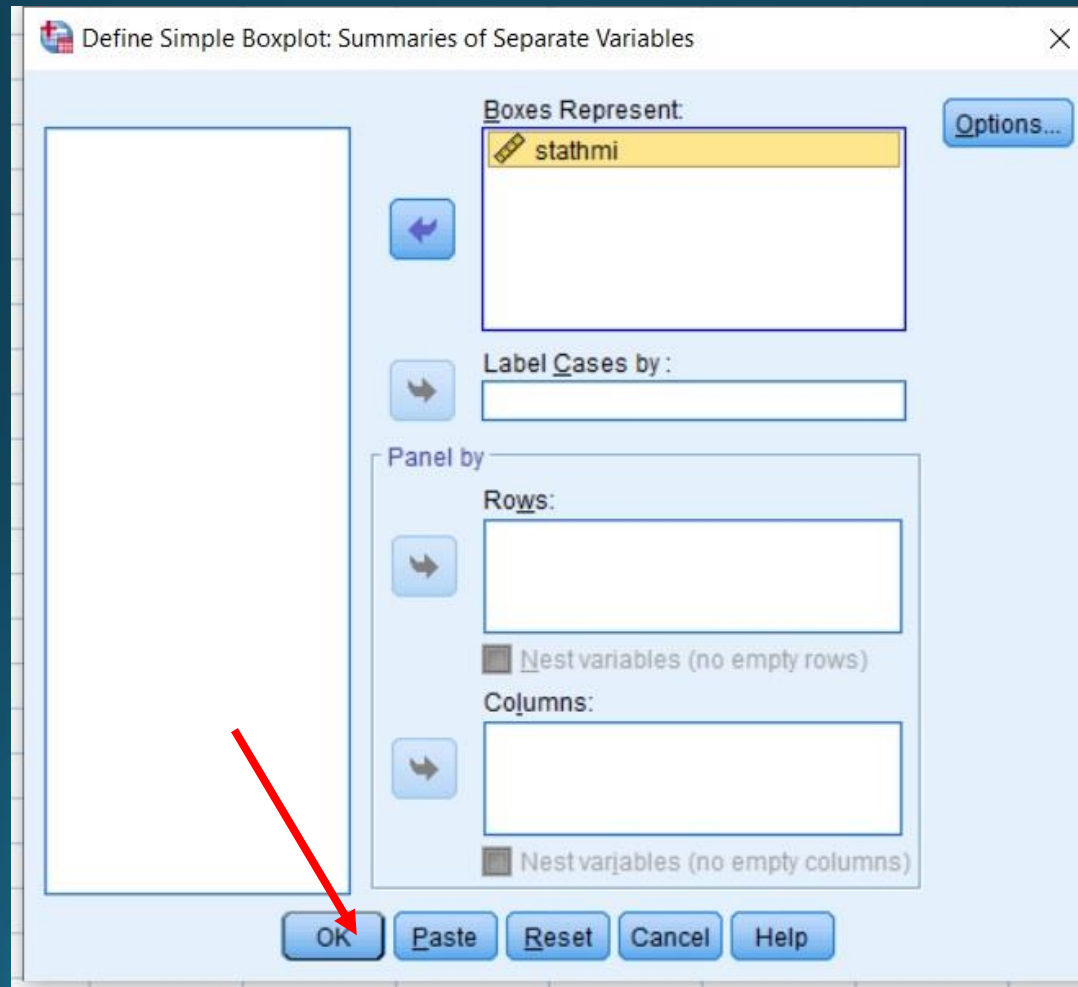 Define Simple Boxplot: Summaries of Separate Variables
Boxes Represent:
Options...
stathmi
Label Cases by :
Panel by
Rows:
Nest variables (no empty rows)
Columns:
Nest variables (no empty columns)
OK Paste Reset Cancel Help